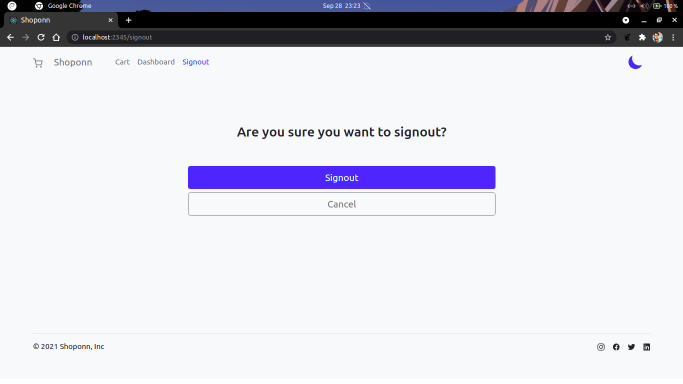 Google Chrome
Sep 28 23:23
100 %
Shoponn
localhost:2345/signout
Shoponn
Cart
Dashboard
Signout
Are you sure you want to signout?
Signout
Cancel
© 2021 Shoponn, Inc